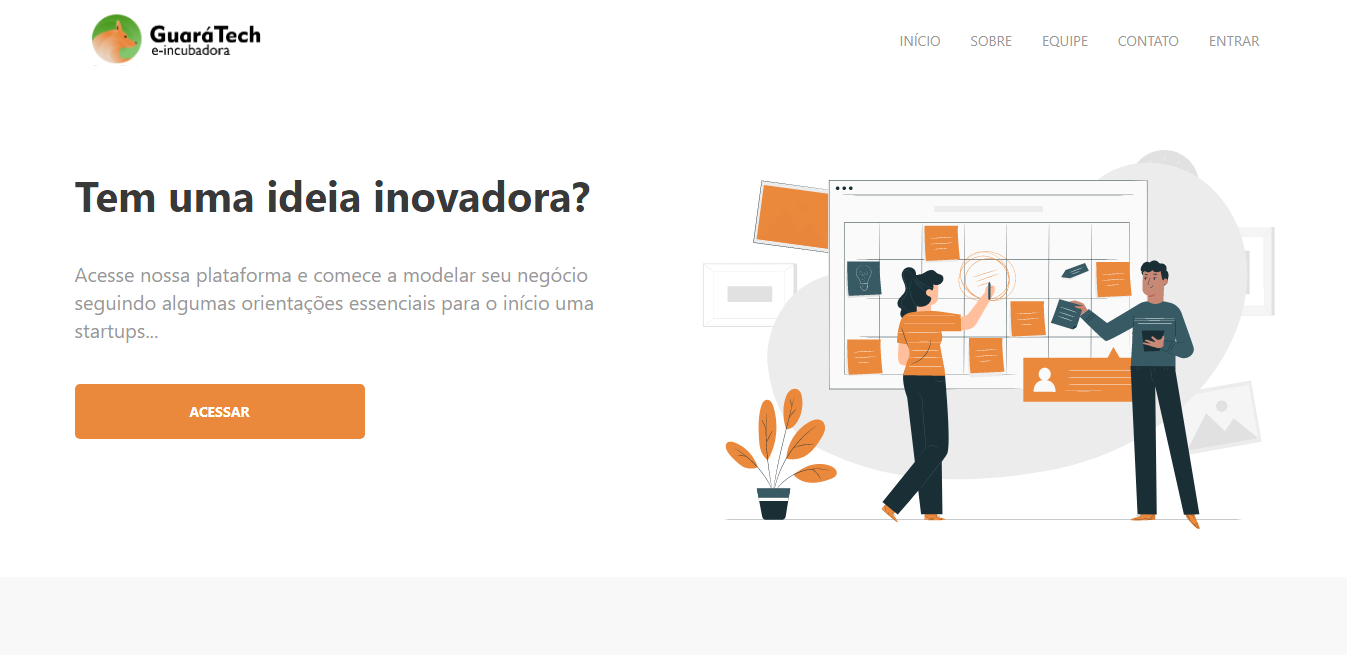 GuaráTech
e-incubadora
INÍCIO SOBRE EQUIPE CONTATO ENTRAR
Tem uma ideia inovadora?
Acesse nossa plataforma e comece a modelar seu negócio
seguindo algumas orientações essenciais para o início uma
startups...
ACESSAR